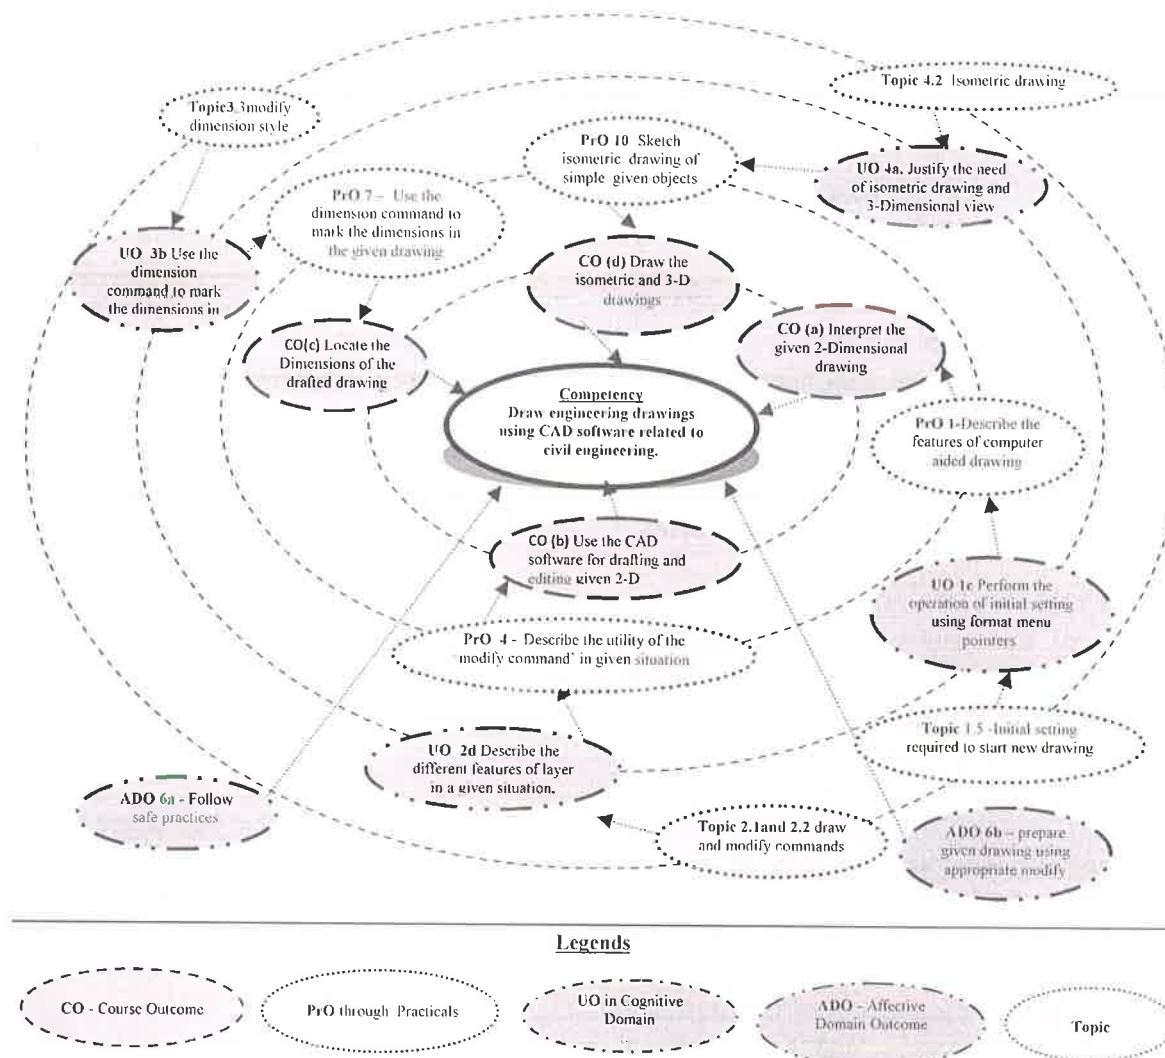 Topic 4.2 Isometric drawing
Topic3.3modify
dimension style
PrO 10 Sketch
isometric drawing of
simple given objects
UO 4a. Justify the need
of isometric drawing and
3-Dimensional view
PrO 7 – Use the
dimension command to
mark the dimensions in
the given drawing
UO 3b Use the
dimension
command to mark
the dimensions in
CO (d) Draw the
isometric and 3-D
drawings
CO (a) Interpret the
given 2-Dimensional
drawing
CO(c) Locate the
Dimensions of the
drafted drawing
Competency
Draw engineering drawings
using CAD software related to
civil engineering.
PrO 1-Describe the
features of computer
aided drawing
CO (b) Use the CAD
software for drafting and
editing given 2-D
UO 1c Perform the
operation of initial setting
using format menu
pointers
PrO 4 - Describe the utility of the
'modify command' in given situation
Topic 1.5 -Initial setting
required to start new drawing
UO 2d Describe the
different features of layer
in a given situation.
ADO 6a - Follow
safe practices
Topic 2.1and 2.2 draw
and modify commands
ADO 6b – prepare
given drawing using
appropriate modify
Legends
CO - Course Outcome
PrO through Practicals
UO in Cognitive
Domain
ADO - Affective
Domain Outcome
Topic